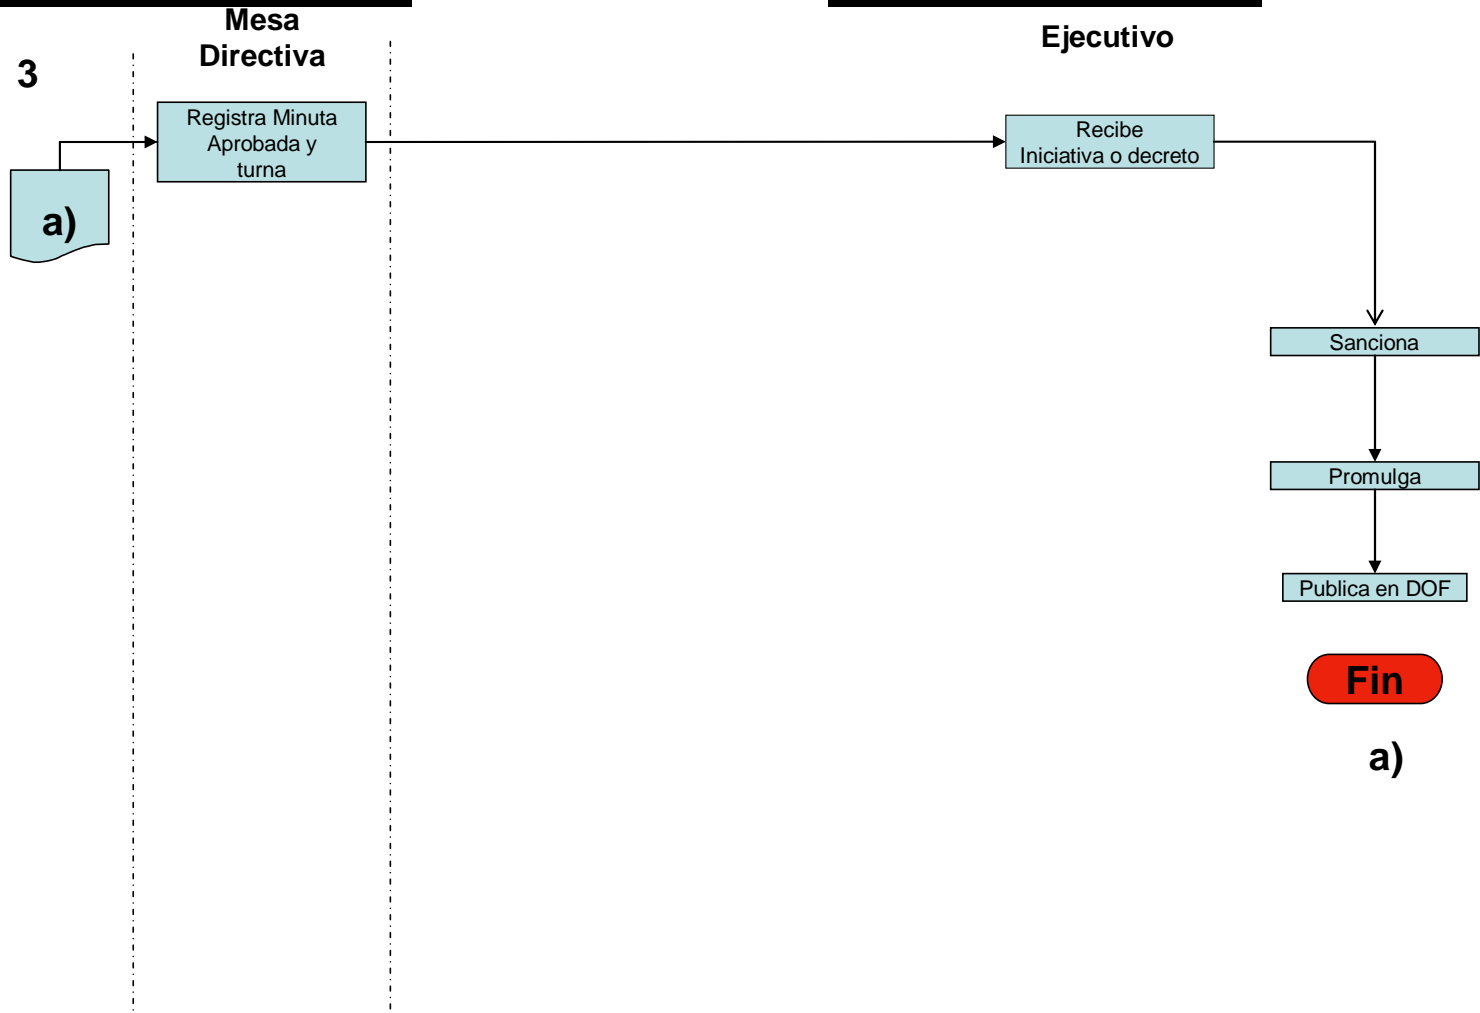 Mesa
Directiva
Ejecutivo
3
Registra Minuta
Aprobada y
turna
Recibe
Iniciativa o decreto
a)
Sanciona
Promulga
Publica en DOF
Fin
a)